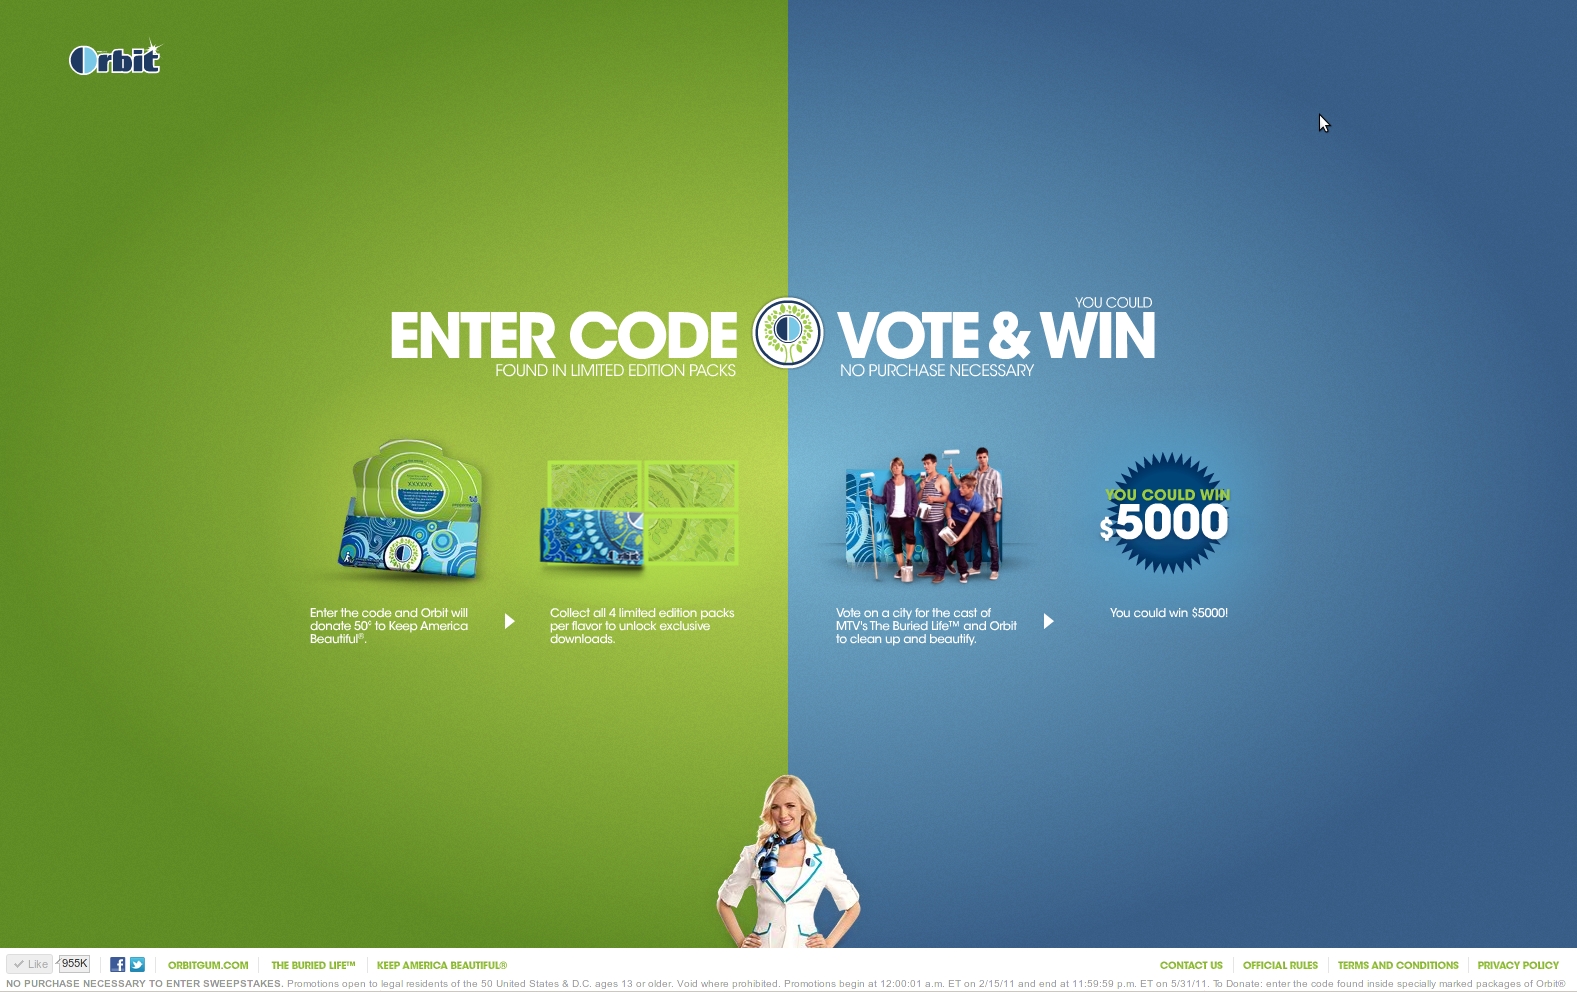 Orbit
YOU COULD
ENTER CODE
VOTE & WIN
FOUND IN LIMITED EDITION PACKS
NO PURCHASE NECESSARY
XXXXXX
Orbit
YOU COULD WIN
$5000
Enter the code and Orbit will
donate 50¢ to Keep America
Beautiful®.
Collect all 4 limited edition packs
per flavor to unlock exclusive
downloads.
Vote on a city for the cast of
MTV's The Buried Life™ and Orbit
to clean up and beautify.
You could win $5000!
Like 955K
ORBITGUM.COM
THE BURIED LIFE™
KEEP AMERICA BEAUTIFUL®
CONTACT US
OFFICIAL RULES
TERMS AND CONDITIONS
PRIVACY POLICY
NO PURCHASE NECESSARY TO ENTER SWEEPSTAKES. Promotions open to legal residents of the 50 United States & D.C. ages 13 or older. Void where prohibited. Promotions begin at 12:00:01 a.m. ET on 2/15/11 and end at 11:59:59 p.m. ET on 5/31/11. To Donate: enter the code found inside specially marked packages of Orbit®